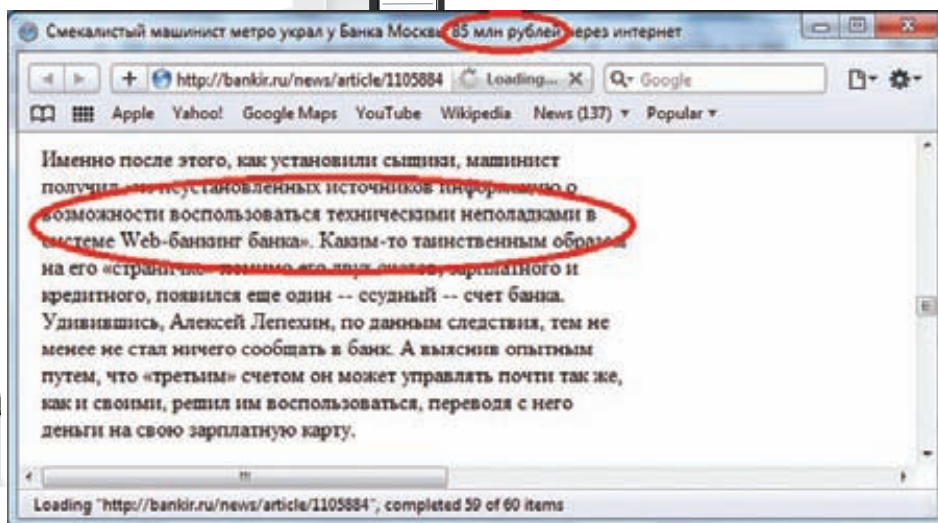 Смекалистый машинист метро украл у Банка Москвы 85 млн рублей через интернет
http://bankir.ru/news/article/1105884 Loading... Google
Apple Yahoo! Google Maps YouTube Wikipedia News (137) Popular
Именно после этого, как установили сыщики, машинист
получил «из неустановленных источников информацию о
возможности воспользоваться техническими неполадками в
системе Web-банкинг банка». Каким-то таинственным образом
на его «страничке» помимо его двух счетов, зарплатного и
кредитного, появился еще один -- ссудный -- счет банка.
Удивившись, Алексей Лепехин, по данным следствия, тем не
менее не стал ничего сообщать в банк. А выяснив опытным
путем, что «третьим» счетом он может управлять почти так же,
как и своими, решил им воспользоваться, переводя с него
деньги на свою зарплатную карту.
Loading "http://bankir.ru/news/article/1105884", completed 59 of 60 items